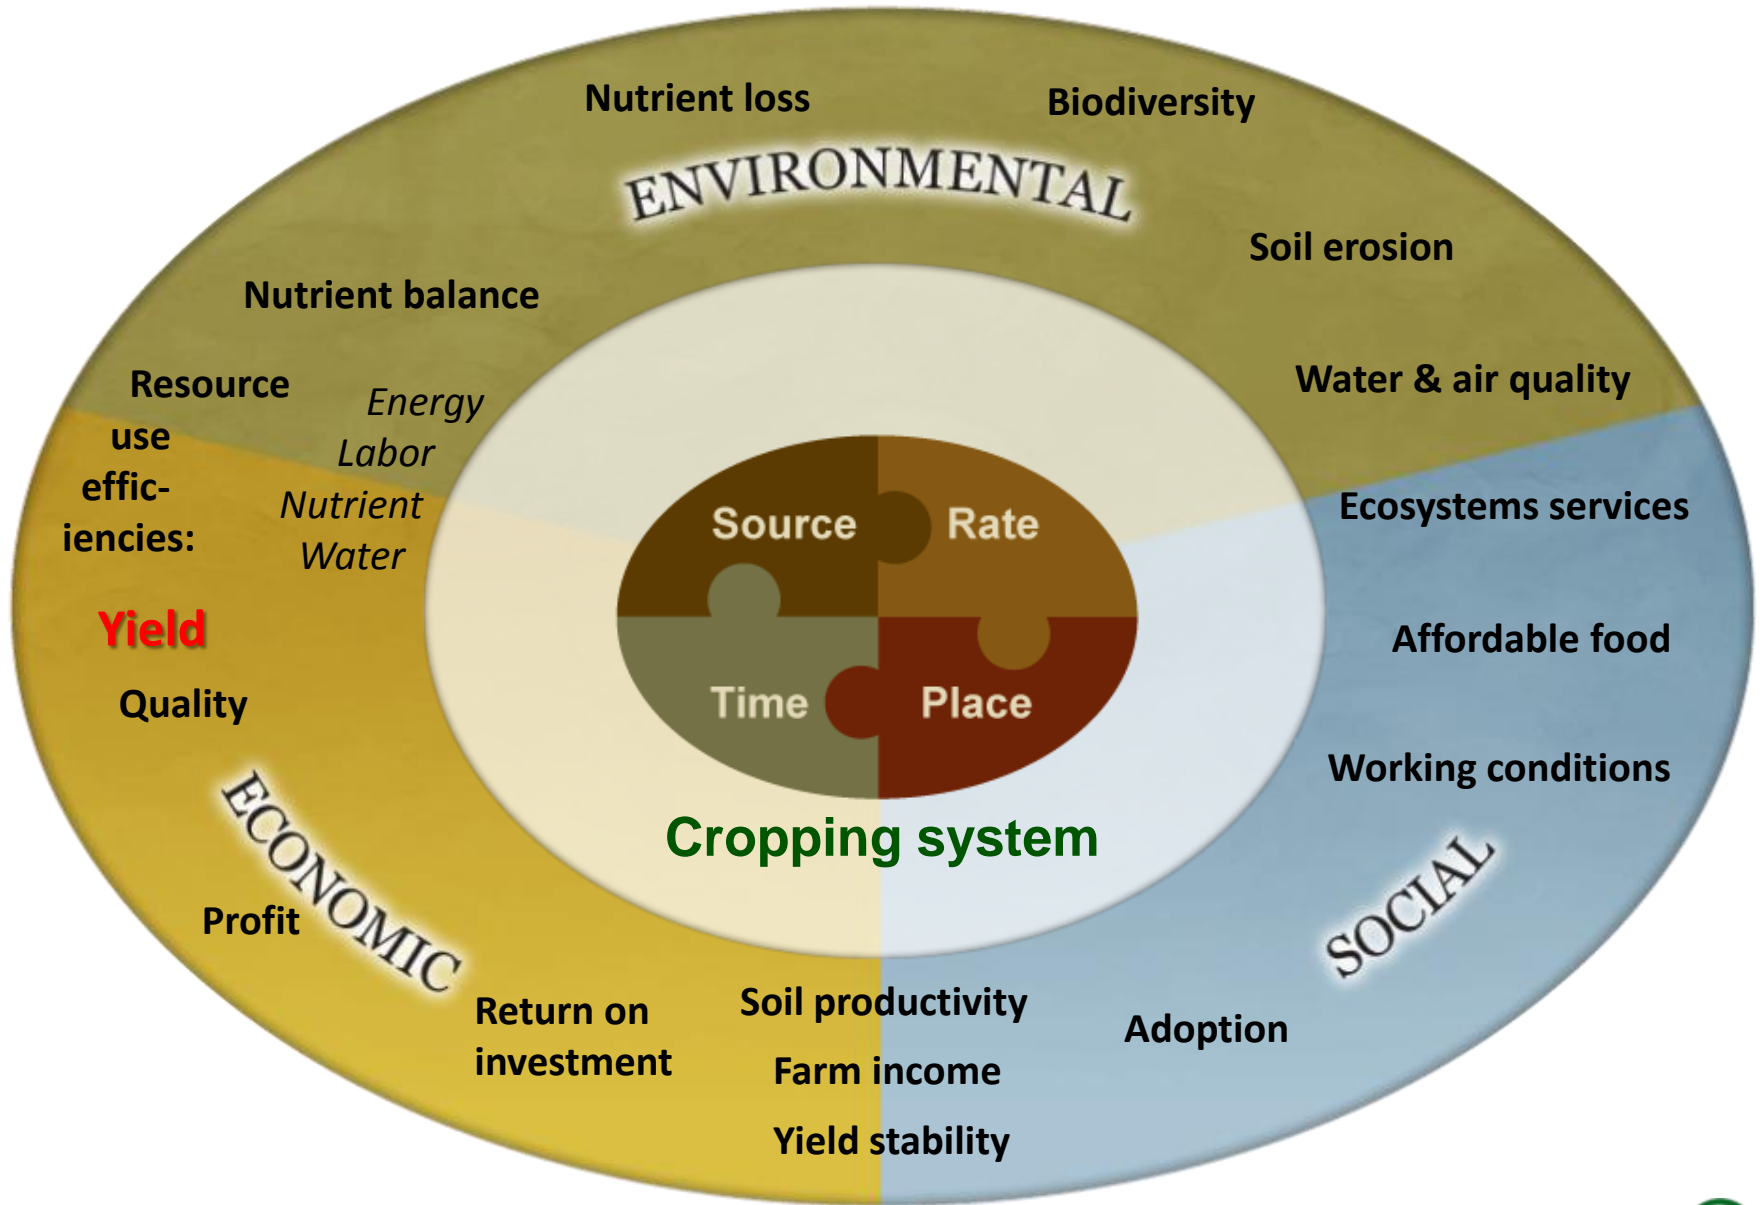 Nutrient loss
Biodiversity
ENVIRONMENTAL
Soil erosion
Nutrient balance
Water & air quality
Resource
use
effic-
iencies:
Energy
Labor
Nutrient
Water
Source
Rate
Time
Place
Cropping system
Ecosystems services
Affordable food
Working conditions
SOCIAL
Adoption
Yield
Quality
ECONOMIC
Profit
Return on
investment
Soil productivity
Farm income
Yield stability